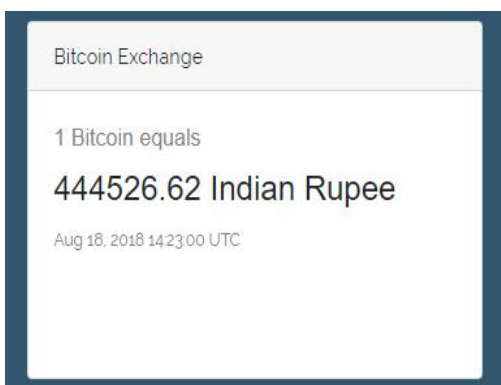 Bitcoin Exchange
1 Bitcoin equals
444526.62 Indian Rupee
Aug 18, 2018 14:23:00 UTC